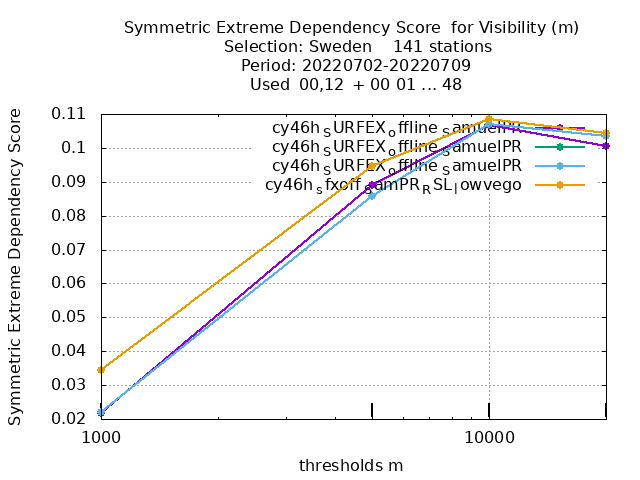 Symmetric Extreme Dependency Score  for Visibility (m)
Selection: Sweden    141 stations
Period: 20220702-20220709
Used  00,12  + 00 01 ... 48
Symmetric Extreme Dependency Score
0.11
0.1
0.09
0.08
0.07
0.06
0.05
0.04
0.03
0.02
cy46h_SURFEX_offline_SamuelPR
cy46h_SURFEX_offline_SamuelPR
cy46h_SURFEX_offline_SamuelPR
cy46h_sfxoff_SamPR_RSL_lowvego
1000
10000
thresholds m